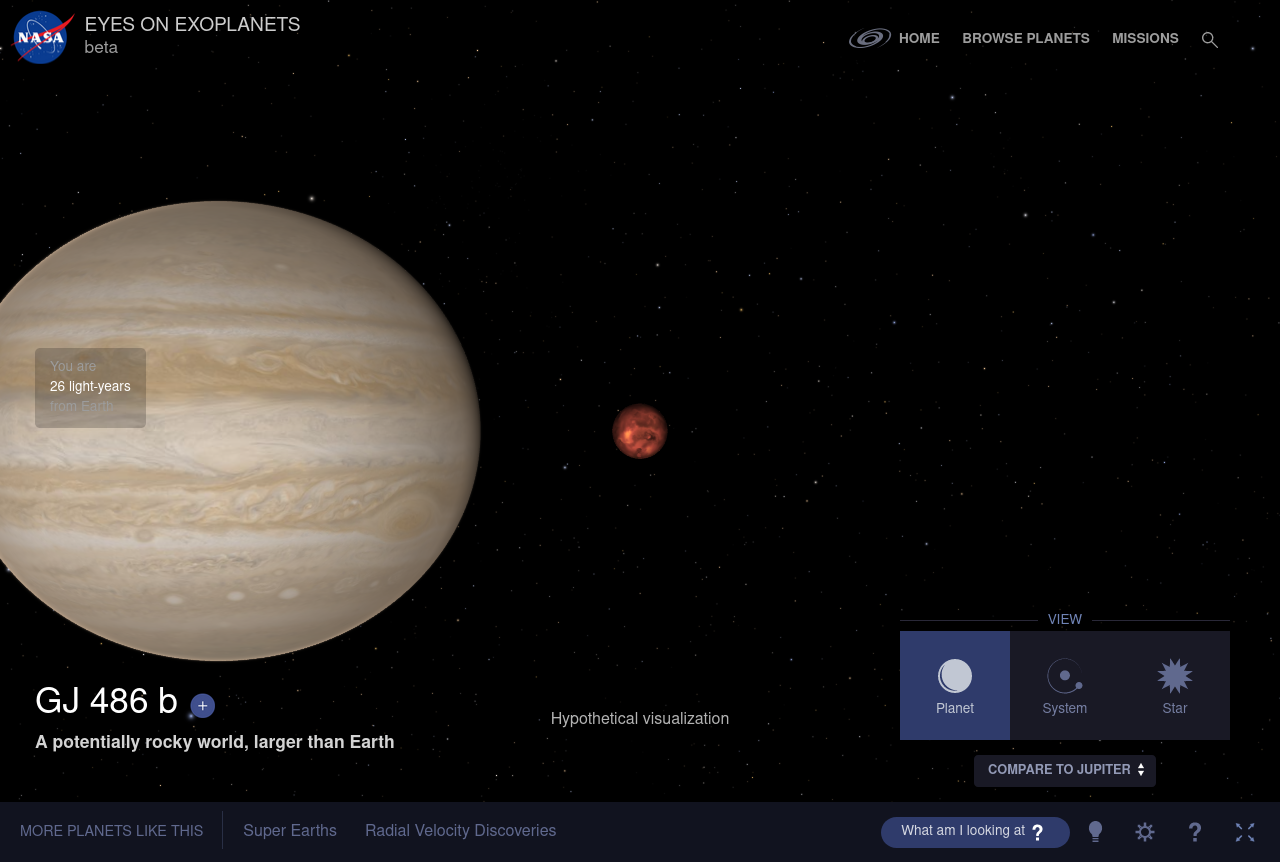 NASA
EYES ON EXOPLANETS
beta
HOME
BROWSE PLANETS
MISSIONS
You are
26 light-years
from Earth
GJ 486 b +
A potentially rocky world, larger than Earth
Hypothetical visualization
VIEW
Planet
System
Star
COMPARE TO JUPITER
MORE PLANETS LIKE THIS
Super Earths
Radial Velocity Discoveries
What am I looking at ?
?